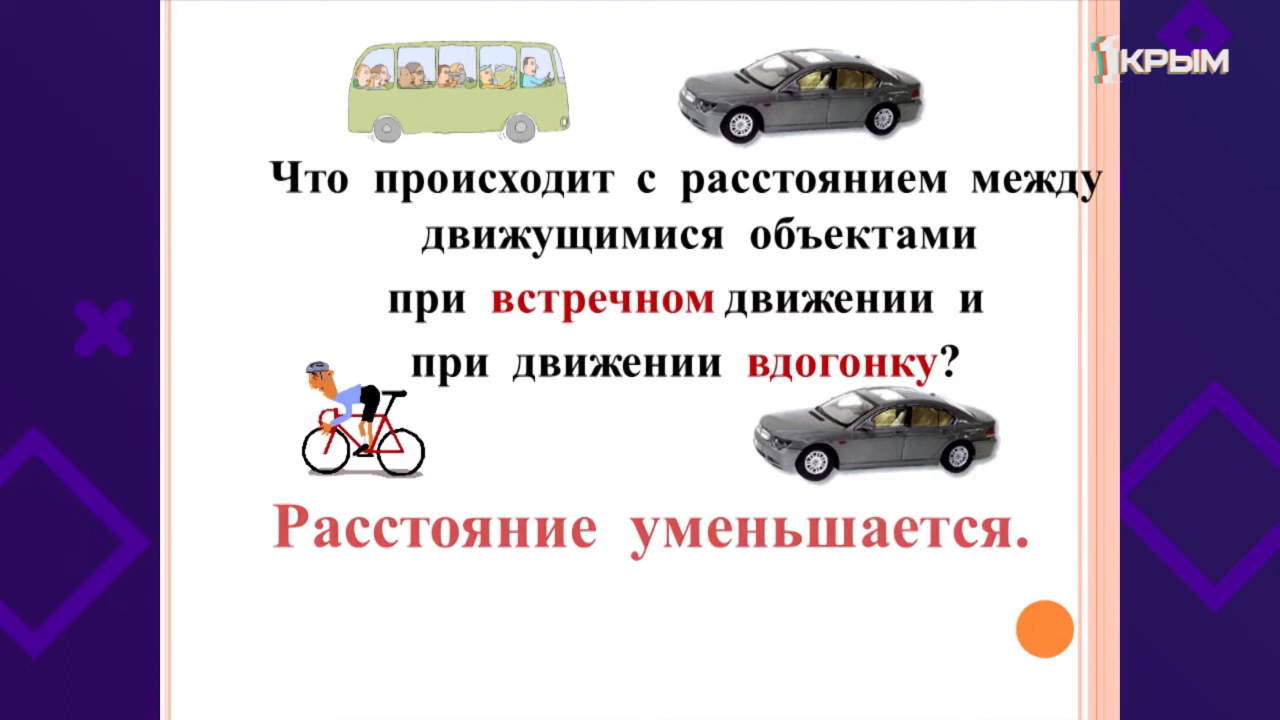 1КРЫМ
Что происходит с расстоянием между
движущимися объектами
при встречном движении и
при движении вдогонку?
Расстояние уменьшается.